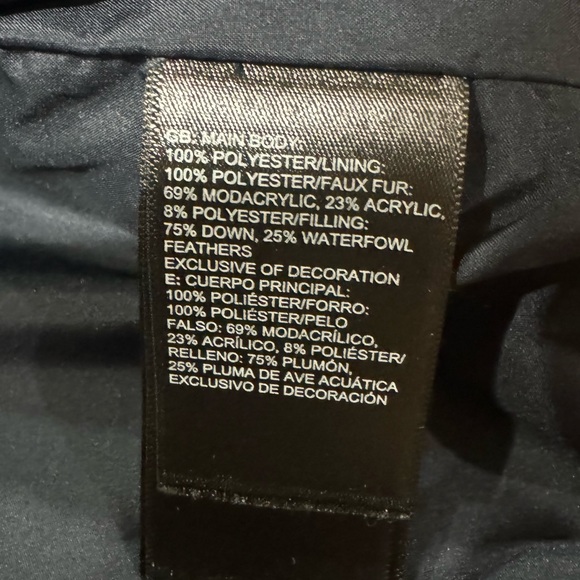 GB: MAIN BODY:
100% POLYESTER/LINING:
100% POLYESTER/FAUX FUR:
69% MODACRYLIC, 23% ACRYLIC,
8% POLYESTER/FILLING:
75% DOWN, 25% WATERFOWL
FEATHERS
EXCLUSIVE OF DECORATION
E: CUERPO PRINCIPAL:
100% POLIÉSTER/FORRO:
100% POLIÉSTER/PELO
FALSO: 69% MODACRÍLICO,
23% ACRÍLICO, 8% POLIÉSTER/
RELLENO: 75% PLUMÓN,
25% PLUMA DE AVE ACUÁTICA
EXCLUSIVO DE DECORACIÓN